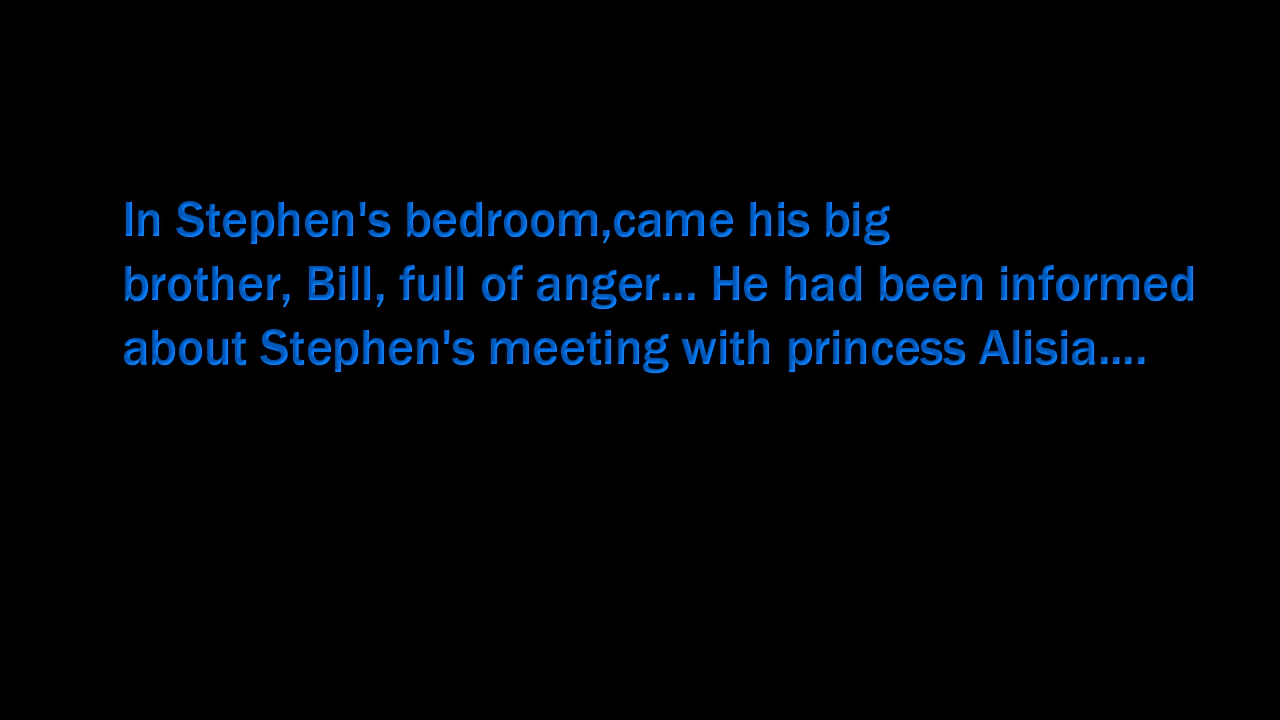 In Stephen's bedroom,came his big
brother, Bill, full of anger... He had been informed
about Stephen's meeting with princess Alisia....